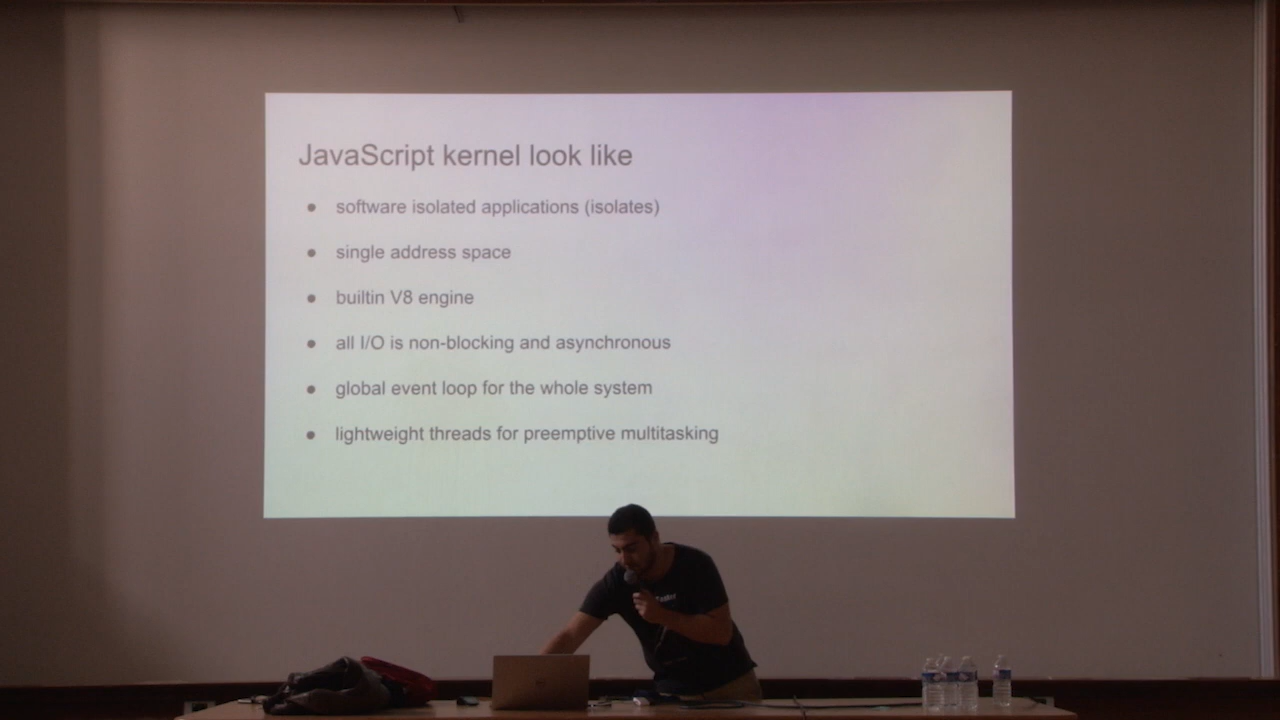 JavaScript kernel look like
● software isolated applications (isolates)
● single address space
● builtin V8 engine
● all I/O is non-blocking and asynchronous
● global event loop for the whole system
● lightweight threads for preemptive multitasking